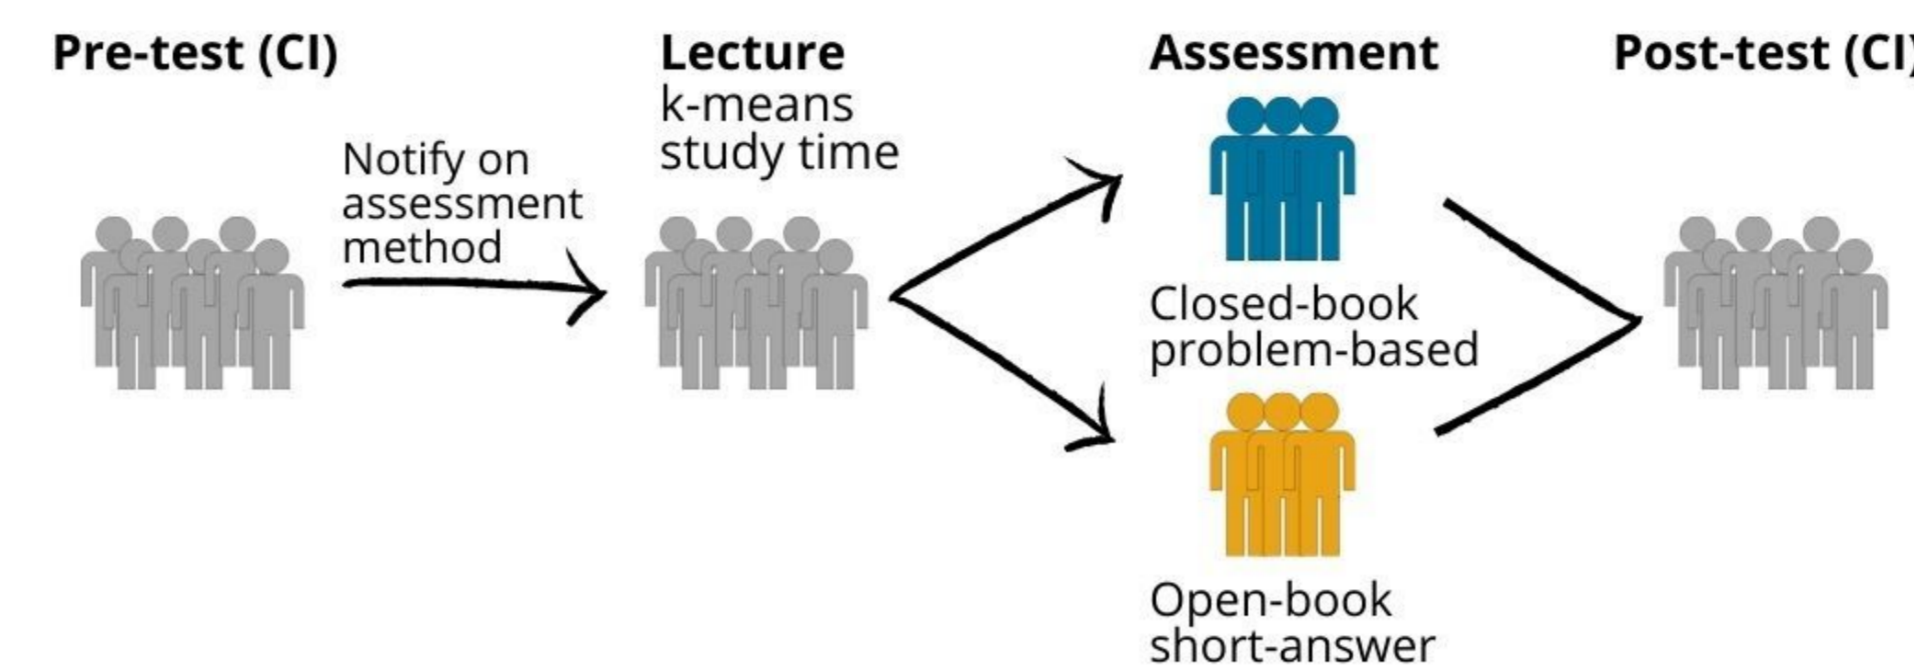 Pre-test (CI)
Notify on
assessment
method
Lecture
k-means
study time
Assessment
Closed-book
problem-based
Open-book
short-answer
Post-test (CI)